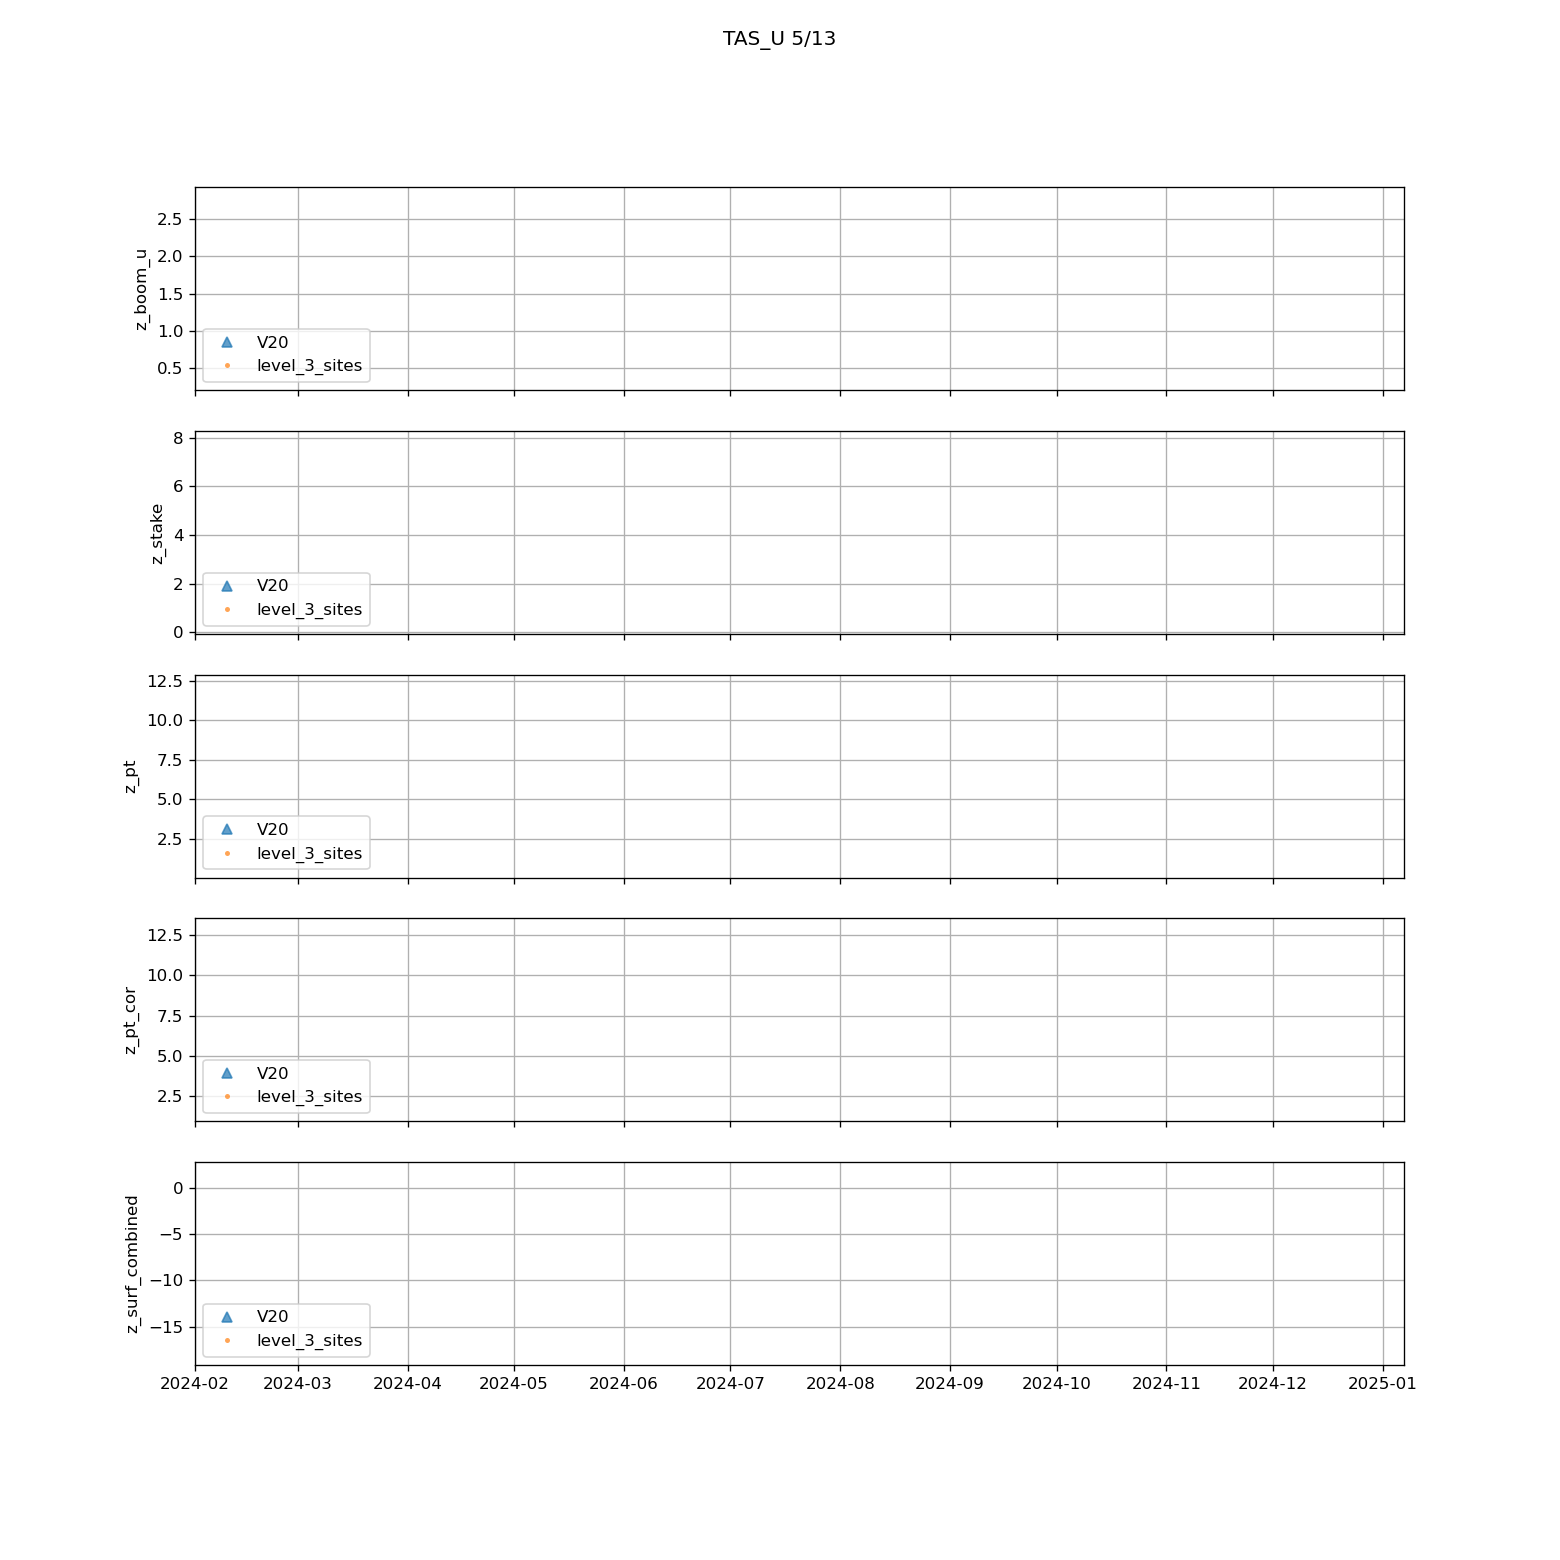 TAS_U 5/13
z_boom_u
2.5
2.0
1.5
1.0
0.5
V20
level_3_sites
z_stake
8
6
4
2
0
V20
level_3_sites
z_pt
12.5
10.0
7.5
5.0
2.5
V20
level_3_sites
z_pt_cor
12.5
10.0
7.5
5.0
2.5
V20
level_3_sites
z_surf_combined
0
−5
−10
−15
V20
level_3_sites
2024-02 2024-03 2024-04 2024-05 2024-06 2024-07 2024-08 2024-09 2024-10 2024-11 2024-12 2025-01